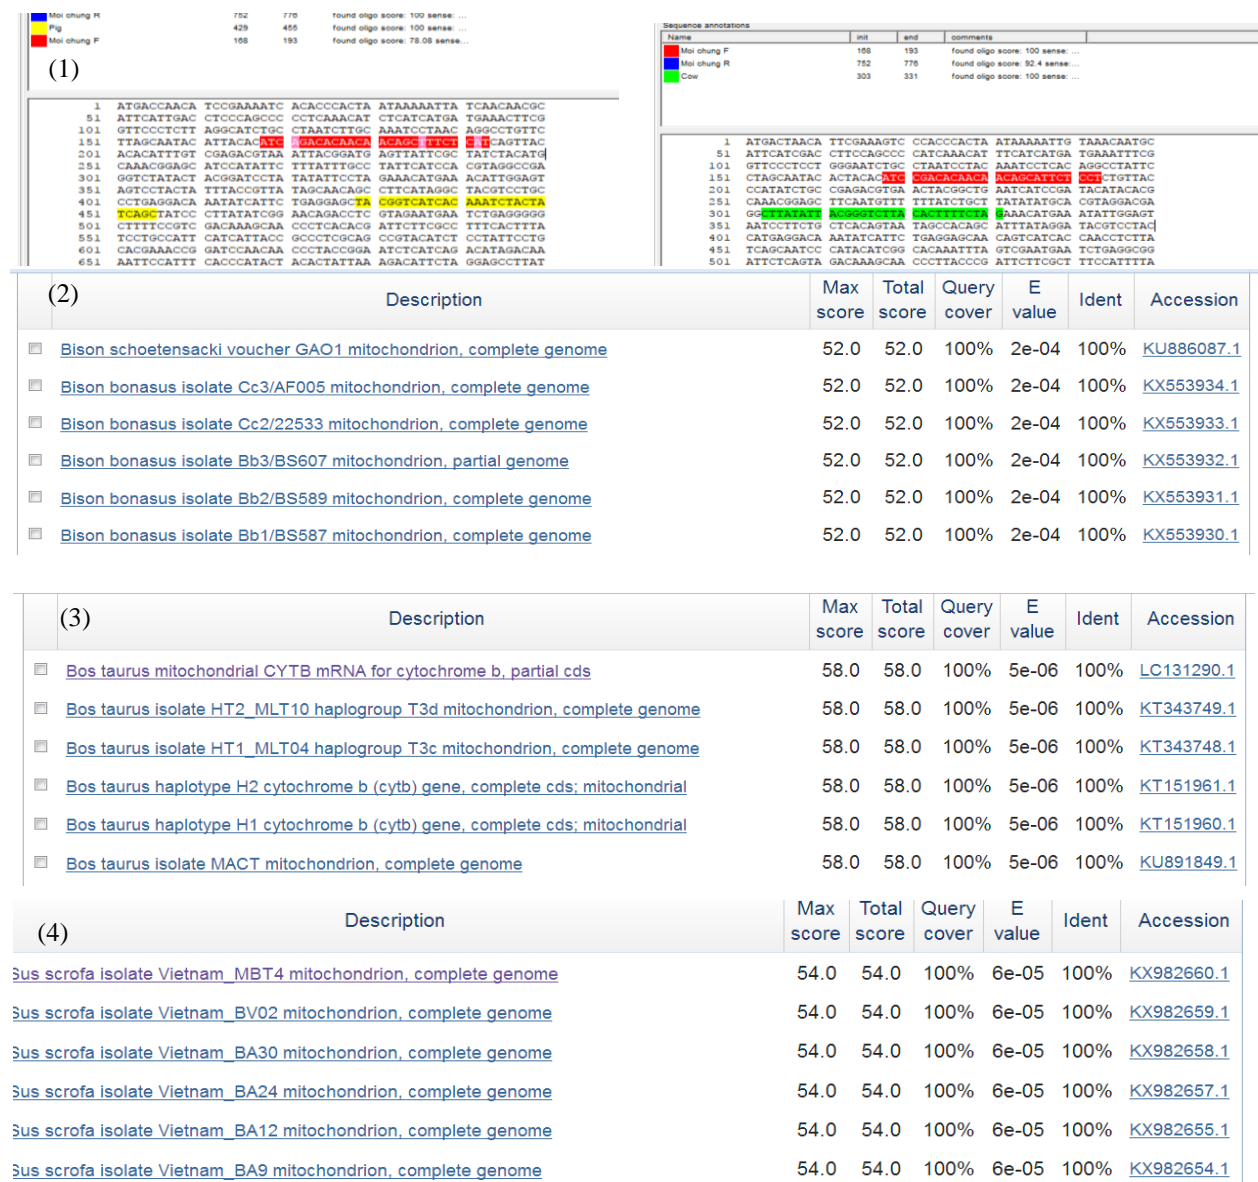 Moi chung R 752 776 found oligo score: 100 sense: ...
Pig 429 455 found oligo score: 100 sense: ...
Moi chung F 168 193 found oligo score: 78.08 sense...
(1)
1 ATGACCAACA TCCGAAAATC ACACCCACTA ATAAAAATTA TCAACAACGC
51 ATTCATTGAC CTCCCAGCCC CCTCAAACAT CTCATCATGA TGAAACTTCG
101 GTTCCCTCTT AGGCATCTGC CTAATCTTGC AAATCCTAAC AGGCCTGTTC
151 TTAGCAATAC ATTACACATC AGACACAACA ACAGCTTTCT CATCAGTTAC
201 ACACATTTGT CGAGACGTAA ATTACGGATG AGTTATTCGC TATCTACATG
251 CAAACGGAGC ATCCATATTC TTTATTTGCC TATTCATCCA CGTAGGCCGA
301 GGTCTATACT ACGGATCCTA TATATTCCTA GAAACATGAA ACATTGGAGT
351 AGTCCTACTA TTTACCGTTA TAGCAACAGC CTTCATAGGC TACGTCCTGC
401 CCTGAGGACA AATATCATTC TGAGGAGCTA CGGTCATCAC AAATCTACTA
451 TCAGCTATCC CTTATATCGG AACAGACCTC GTAGAATGAA TCTGAGGGGG
501 CTTTTCCGTC GACAAAGCAA CCCTCACACG ATTCTTCGCC TTTCACTTTA
551 TCCTGCCATT CATCATTACC GCCCTCGCAG CCGTACATCT CCTATTCCTG
601 CACGAAACCG GATCCAACAA CCCTACCGGA ATCTCATCAG ACATAGACAA
651 AATTCCATTT CACCCATACT ACACTATTAA AGACATTCTA GGAGCCTTAT
Sequence annotations
Name init end comments
Moi chung F 168 193 found oligo score: 100 sense: ...
Moi chung R 752 776 found oligo score: 92.4 sense: ...
Cow 303 331 found oligo score: 100 sense: ...
1 ATGACTAACA TTCGAAAGTC CCACCCACTA ATAAAAATTG TAAACAATGC
51 ATTCATCGAC CTTCCAGCCC CATCAAACAT TTCATCATGA TGAAATTTCG
101 GTTCCCTCCT GGGAATCTGC CTAATCCTAC AAATCCTCAC AGGCCTATTC
151 CTAGCAATAC ACTACACATC CGACACAACA ACAGCATTCT CCTCTGTTAC
201 CCATATCTGC CGAGACGTGA ACTACGGCTG AATCATCCGA TACATACACG
251 CAAACGGAGC TTCAATGTTT TTTATCTGCT TATATATGCA CGTAGGACGA
301 GGCTTATATT ACGGGTCTTA CACTTTTCTA GAAACATGAA ATATTGGAGT
351 AATCCTTCTG CTCACAGTAA TAGCCACAGC ATTTATAGGA TACGTCCTAC
401 CATGAGGACA AATATCATTC TGAGGAGCAA CAGTCATCAC CAACCTCTTA
451 TCAGCAATCC CATACATCGG CACAAATTTA GTCGAATGAA TCTGAGGCGG
501 ATTCTCAGTA GACAAAGCAA CCCTTACCCG ATTCTTCGCT TTCCATTTTA
(2) Description Max score Total score Query cover E value Ident Accession
Bison schoetensacki voucher GAO1 mitochondrion, complete genome 52.0 52.0 100% 2e-04 100% KU886087.1
Bison bonasus isolate Cc3/AF005 mitochondrion, complete genome 52.0 52.0 100% 2e-04 100% KX553934.1
Bison bonasus isolate Cc2/22533 mitochondrion, complete genome 52.0 52.0 100% 2e-04 100% KX553933.1
Bison bonasus isolate Bb3/BS607 mitochondrion, partial genome 52.0 52.0 100% 2e-04 100% KX553932.1
Bison bonasus isolate Bb2/BS589 mitochondrion, complete genome 52.0 52.0 100% 2e-04 100% KX553931.1
Bison bonasus isolate Bb1/BS587 mitochondrion, complete genome 52.0 52.0 100% 2e-04 100% KX553930.1
(3) Description Max score Total score Query cover E value Ident Accession
Bos taurus mitochondrial CYTB mRNA for cytochrome b, partial cds 58.0 58.0 100% 5e-06 100% LC131290.1
Bos taurus isolate HT2_MLT10 haplogroup T3d mitochondrion, complete genome 58.0 58.0 100% 5e-06 100% KT343749.1
Bos taurus isolate HT1_MLT04 haplogroup T3c mitochondrion, complete genome 58.0 58.0 100% 5e-06 100% KT343748.1
Bos taurus haplotype H2 cytochrome b (cytb) gene, complete cds; mitochondrial 58.0 58.0 100% 5e-06 100% KT151961.1
Bos taurus haplotype H1 cytochrome b (cytb) gene, complete cds; mitochondrial 58.0 58.0 100% 5e-06 100% KT151960.1
Bos taurus isolate MACT mitochondrion, complete genome 58.0 58.0 100% 5e-06 100% KU891849.1
(4) Description Max score Total score Query cover E value Ident Accession
Sus scrofa isolate Vietnam_MBT4 mitochondrion, complete genome 54.0 54.0 100% 6e-05 100% KX982660.1
Sus scrofa isolate Vietnam_BV02 mitochondrion, complete genome 54.0 54.0 100% 6e-05 100% KX982659.1
Sus scrofa isolate Vietnam_BA30 mitochondrion, complete genome 54.0 54.0 100% 6e-05 100% KX982658.1
Sus scrofa isolate Vietnam_BA24 mitochondrion, complete genome 54.0 54.0 100% 6e-05 100% KX982657.1
Sus scrofa isolate Vietnam_BA12 mitochondrion, complete genome 54.0 54.0 100% 6e-05 100% KX982655.1
Sus scrofa isolate Vietnam_BA9 mitochondrion, complete genome 54.0 54.0 100% 6e-05 100% KX982654.1